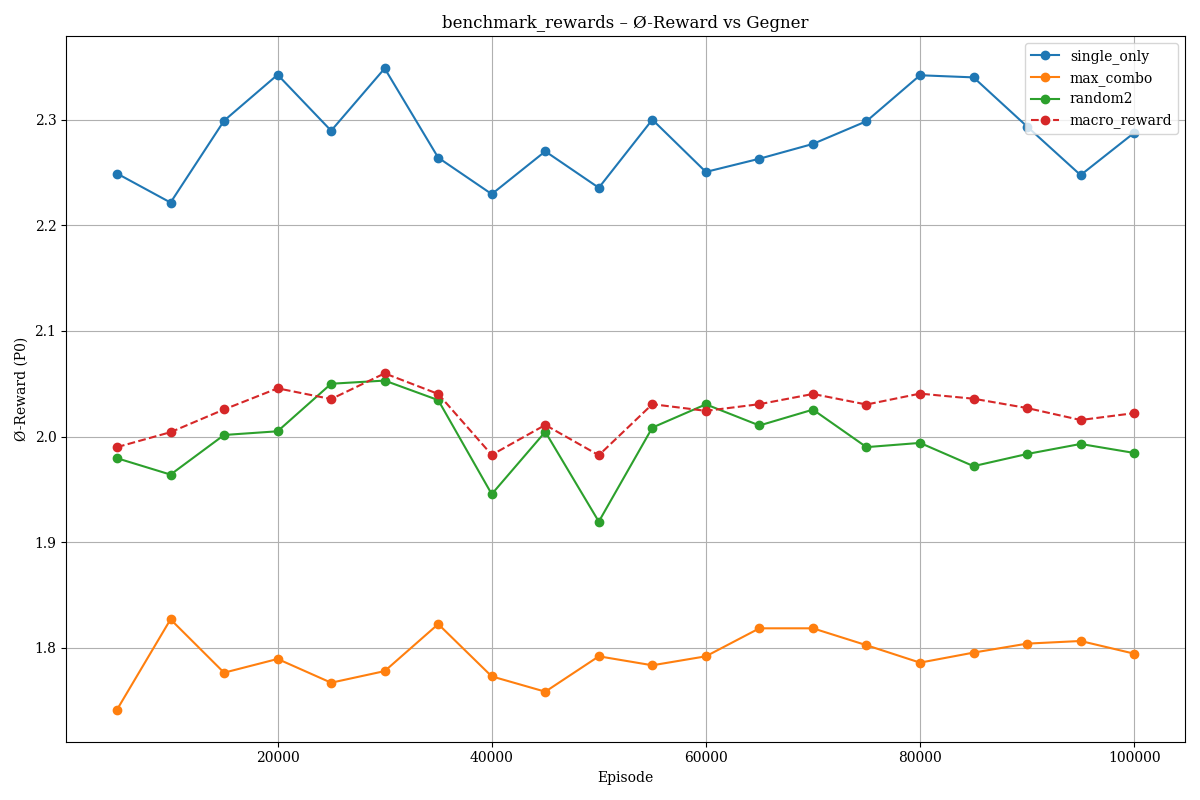 benchmark_rewards – Ø-Reward vs Gegner
single_only
max_combo
random2
macro_reward
2.3
2.2
2.1
2.0
1.9
1.8
Ø-Reward (P0)
20000
40000
60000
80000
100000
Episode